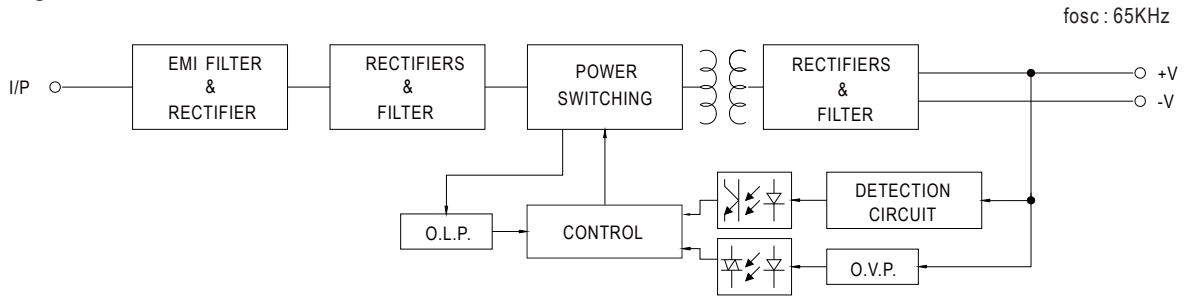 fosc : 65KHz
I/P
EMI FILTER
&
RECTIFIER
RECTIFIERS
&
FILTER
POWER
SWITCHING
RECTIFIERS
&
FILTER
+V
-V
O.L.P.
CONTROL
DETECTION
CIRCUIT
O.V.P.